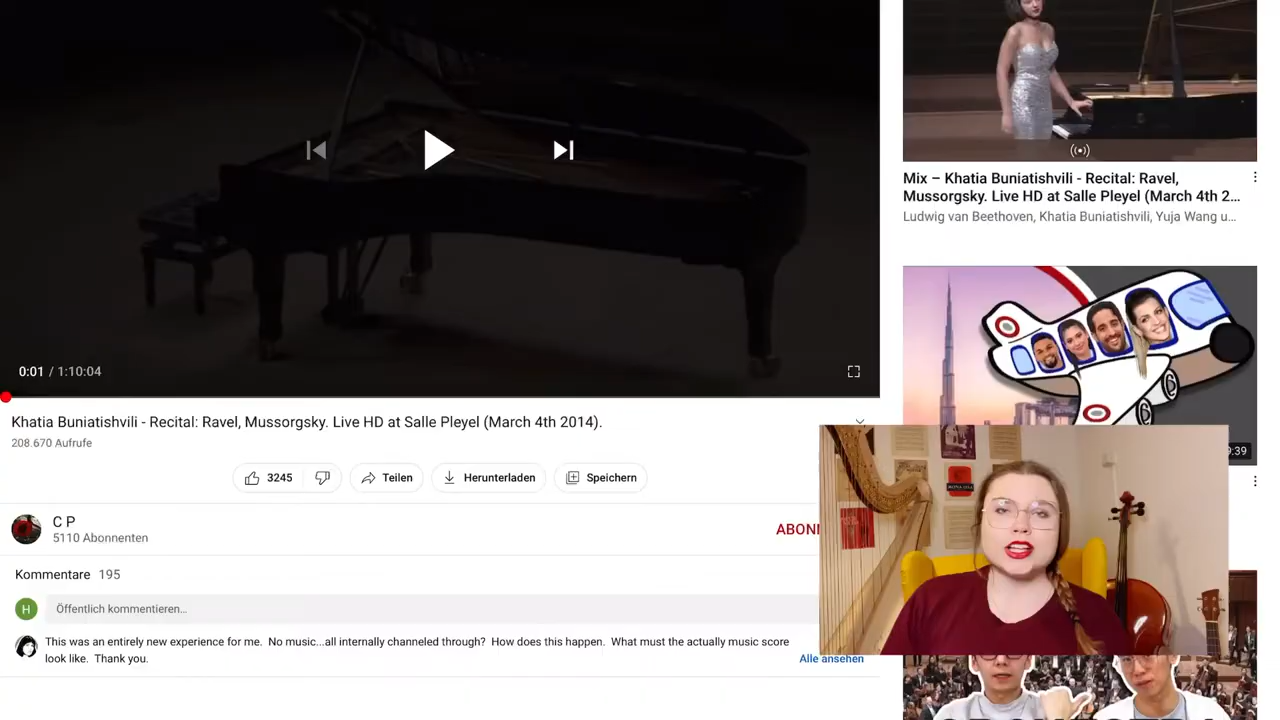 0:01 / 1:10:04
Khatia Buniatishvili - Recital: Ravel, Mussorgsky. Live HD at Salle Pleyel (March 4th 2014).
208.670 Aufrufe
3245
Teilen
Herunterladen
Speichern
C P
5110 Abonnenten
ABONN
Kommentare 195
H
Öffentlich kommentieren...
This was an entirely new experience for me. No music...all internally channeled through? How does this happen. What must the actually music score
look like. Thank you.
Alle ansehen
Mix – Khatia Buniatishvili - Recital: Ravel,
Mussorgsky. Live HD at Salle Pleyel (March 4th 2...
Ludwig van Beethoven, Khatia Buniatishvili, Yuja Wang u...
:39